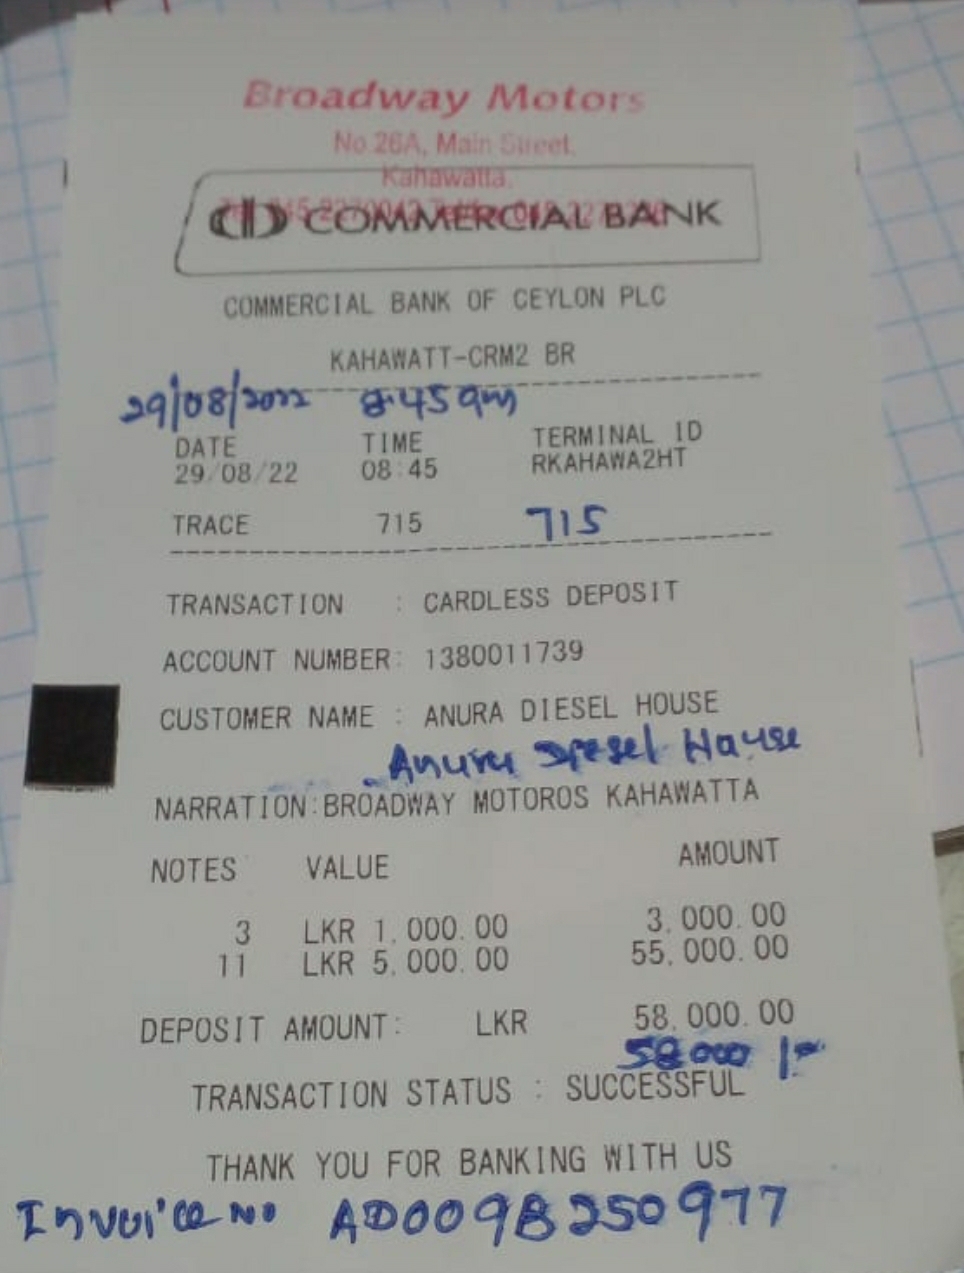 Broadway Motors
No.26A, Main Street,
Kahawatta.
COMMERCIAL BANK
COMMERCIAL BANK OF CEYLON PLC
KAHAWATT-CRM2 BR
29/08/2022 8.45 am
DATE TIME TERMINAL ID
29/08/22 08:45 RKAHAWA2HT
TRACE 715 715
TRANSACTION : CARDLESS DEPOSIT
ACCOUNT NUMBER: 1380011739
CUSTOMER NAME : ANURA DIESEL HOUSE
Anura Diesel House
NARRATION:BROADWAY MOTOROS KAHAWATTA
NOTES VALUE AMOUNT
3 LKR 1,000.00 3,000.00
11 LKR 5,000.00 55,000.00
DEPOSIT AMOUNT: LKR 58,000.00
58000/=
TRANSACTION STATUS : SUCCESSFUL
THANK YOU FOR BANKING WITH US
Invoice No AD009B250977